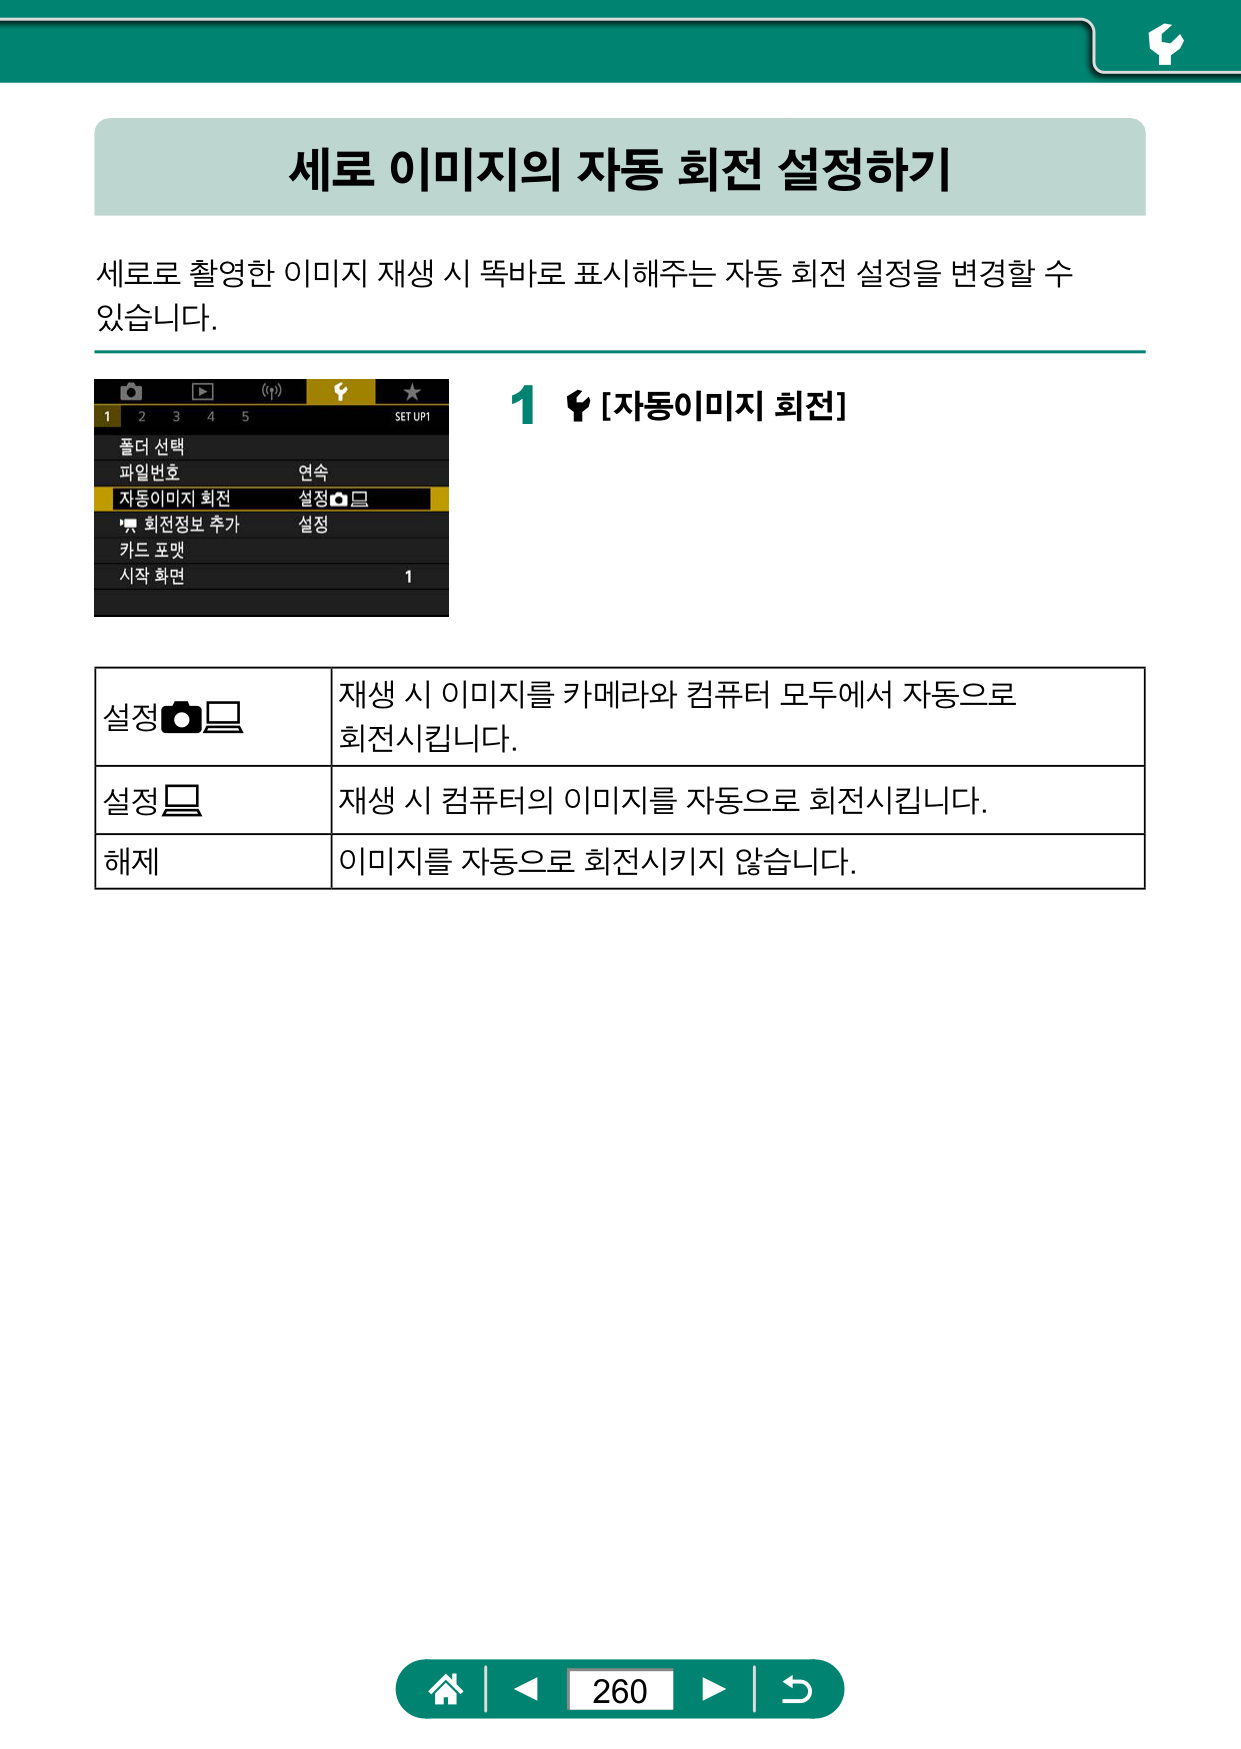 세로 이미지의 자동 회전 설정하기
세로로 촬영한 이미지 재생 시 똑바로 표시해주는 자동 회전 설정을 변경할 수
있습니다.
1 2 3 4 5 SET UP1
폴더 선택
파일번호 연속
자동이미지 회전 설정
회전정보 추가 설정
카드 포맷
시작 화면 1
1 [자동이미지 회전]
설정 재생 시 이미지를 카메라와 컴퓨터 모두에서 자동으로
회전시킵니다.
설정 재생 시 컴퓨터의 이미지를 자동으로 회전시킵니다.
해제 이미지를 자동으로 회전시키지 않습니다.
260